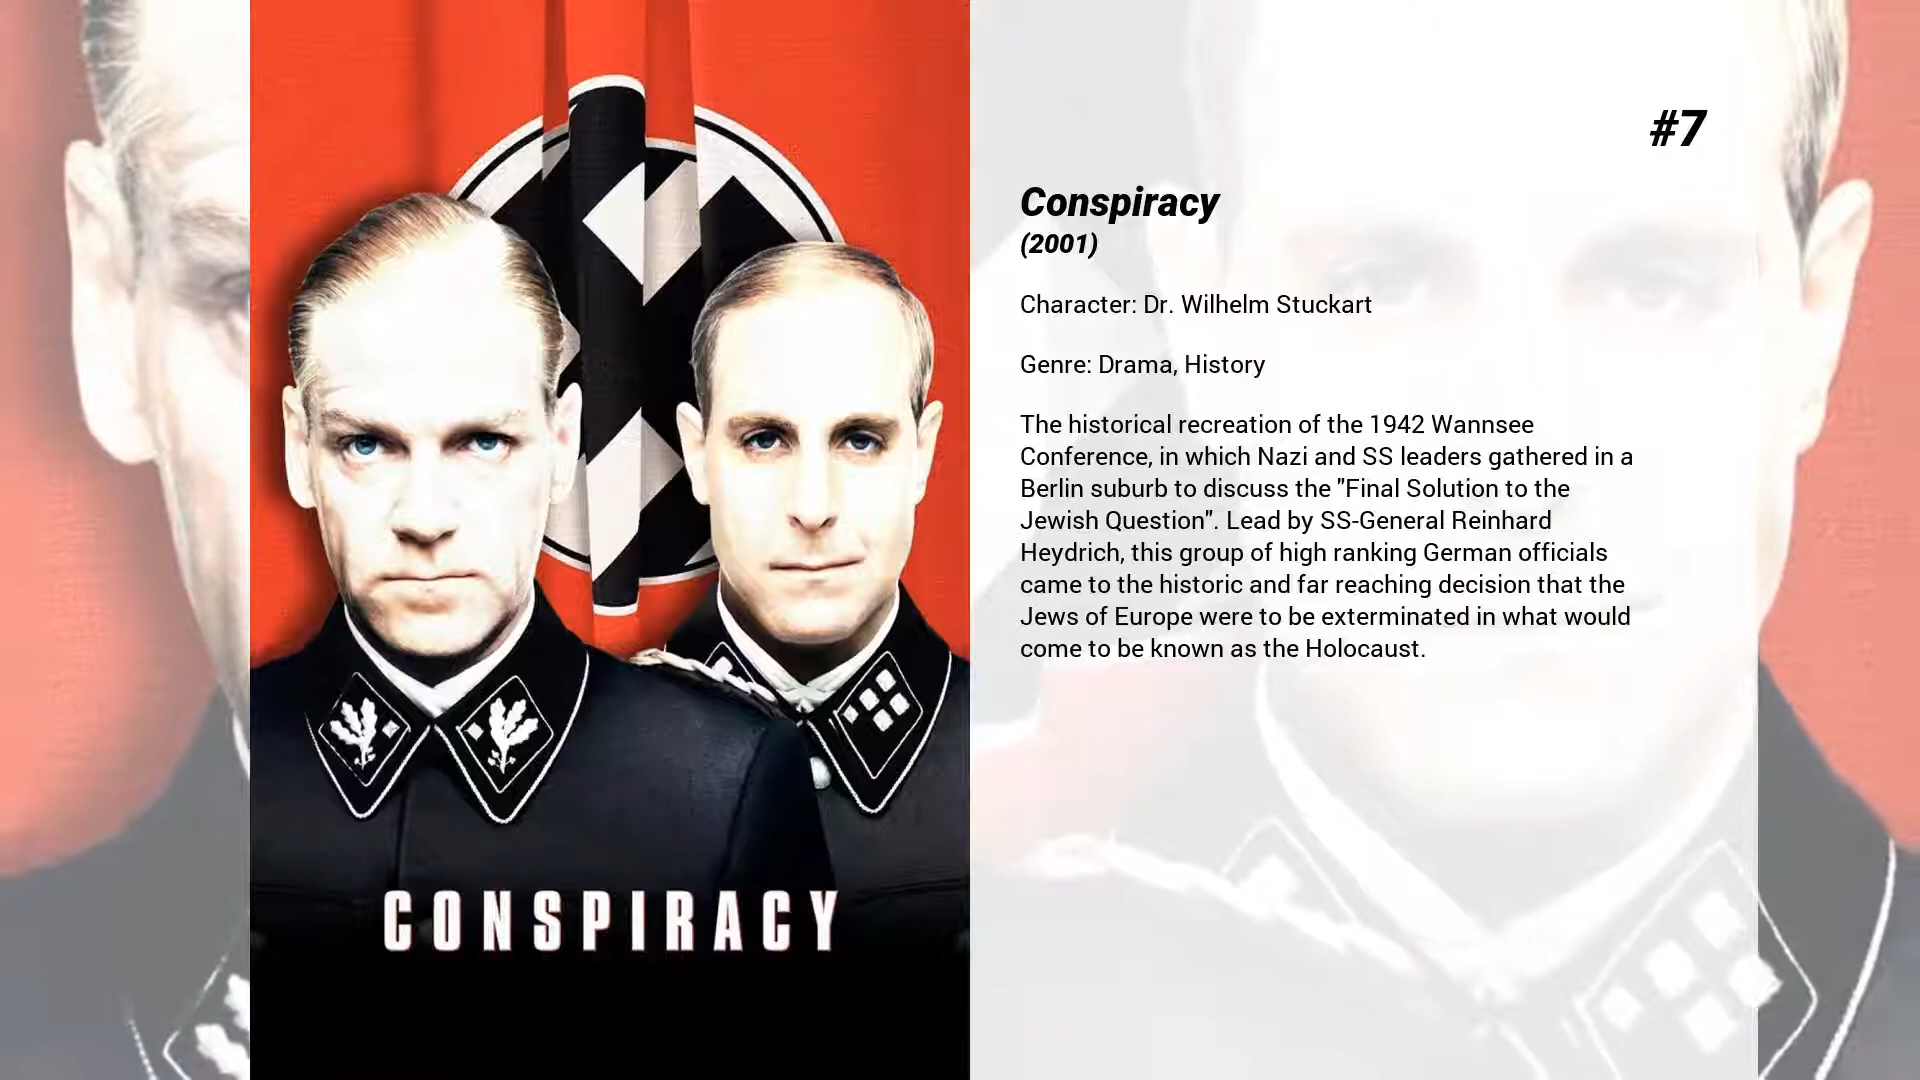 #7
Conspiracy
(2001)
Character: Dr. Wilhelm Stuckart
Genre: Drama, History
The historical recreation of the 1942 Wannsee
Conference, in which Nazi and SS leaders gathered in a
Berlin suburb to discuss the "Final Solution to the
Jewish Question". Lead by SS-General Reinhard
Heydrich, this group of high ranking German officials
came to the historic and far reaching decision that the
Jews of Europe were to be exterminated in what would
come to be known as the Holocaust.
CONSPIRACY